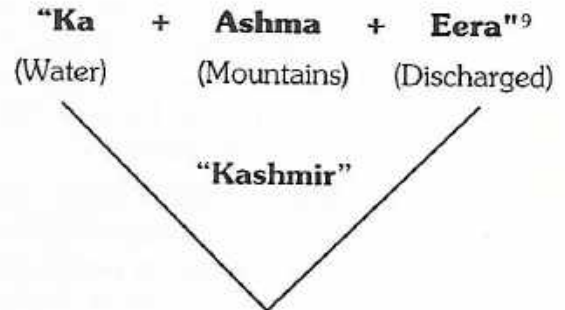 “Ka + Ashma + Eera"⁹
(Water) (Mountains) (Discharged)
“Kashmir”